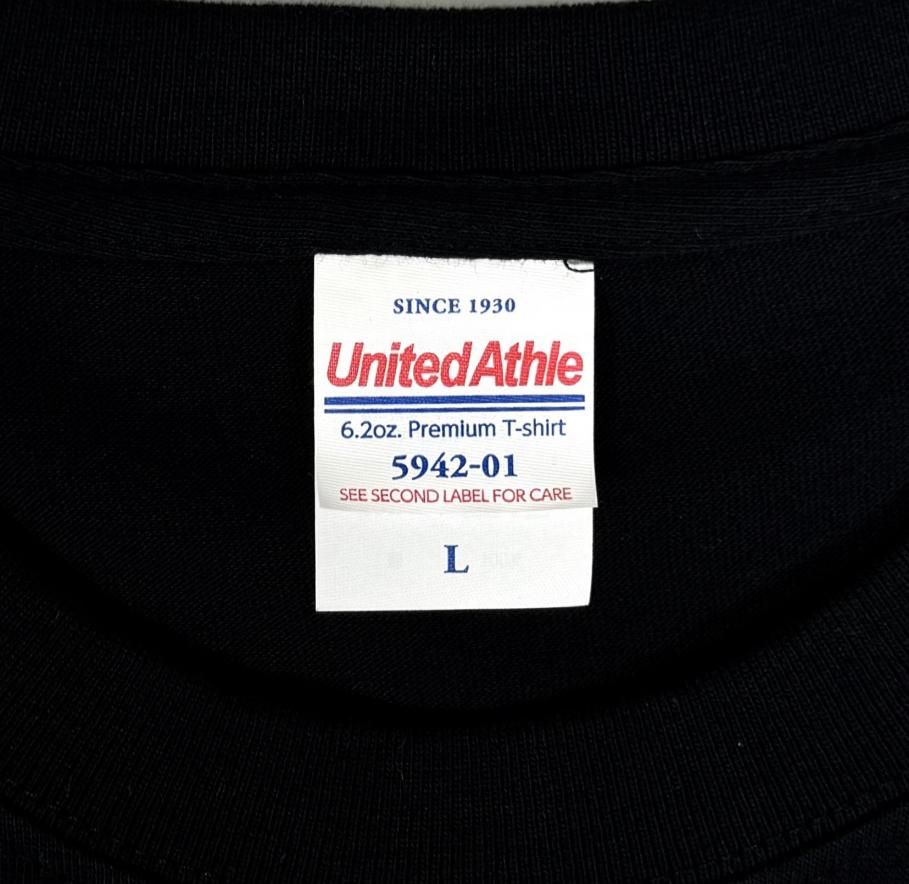 SINCE 1930
UnitedAthle
6.2oz. Premium T-shirt
5942-01
SEE SECOND LABEL FOR CARE
L